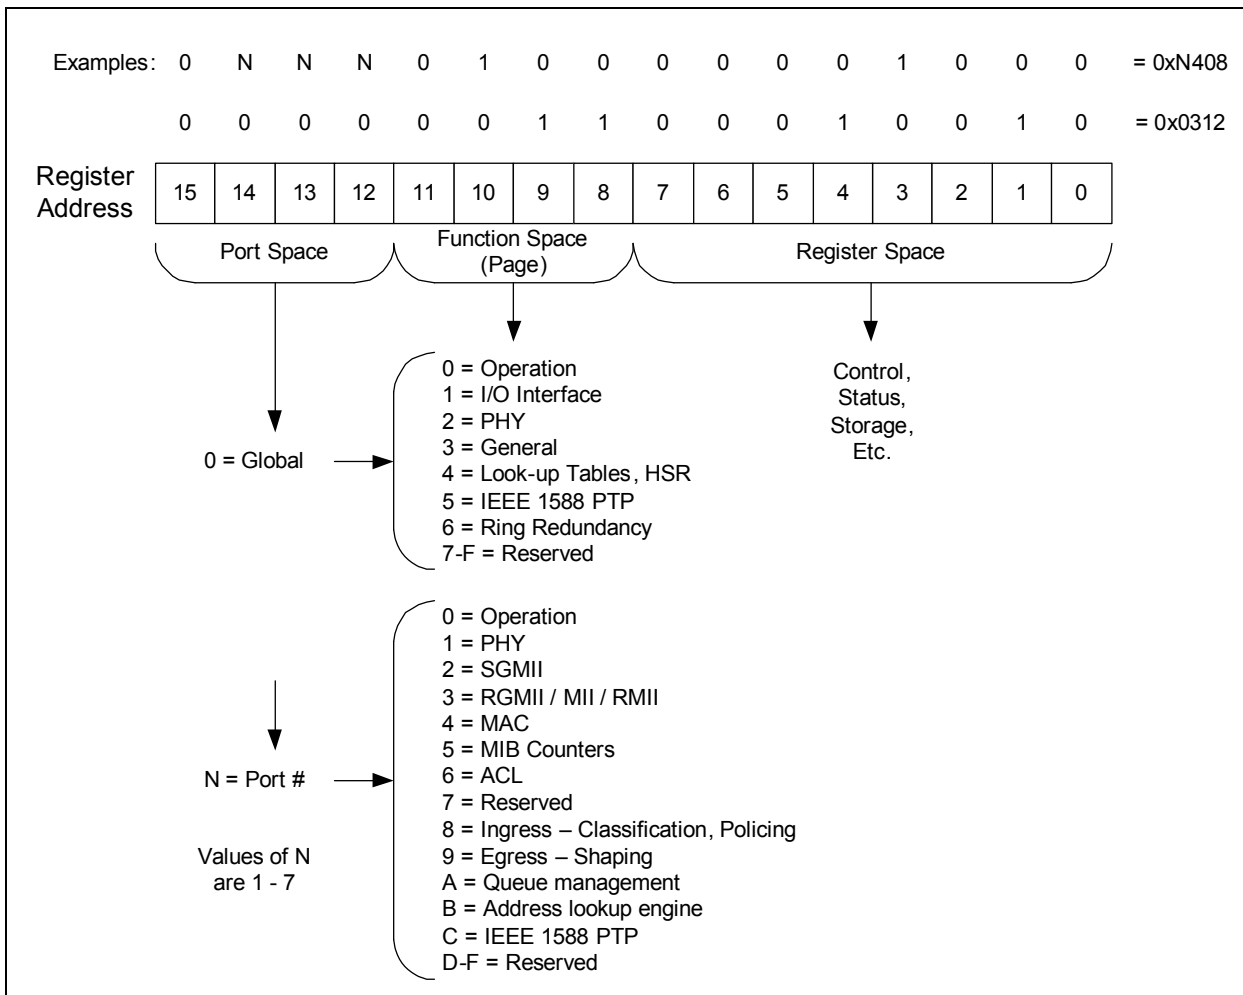 Examples: 0 N N N 0 1 0 0 0 0 0 0 1 0 0 0 = 0xN408
0 0 0 0 0 0 1 1 0 0 0 1 0 0 1 0 = 0x0312
Register
Address
15 14 13 12 11 10 9 8 7 6 5 4 3 2 1 0
Port Space
Function Space
(Page)
Register Space
0 = Global
0 = Operation
1 = I/O Interface
2 = PHY
3 = General
4 = Look-up Tables, HSR
5 = IEEE 1588 PTP
6 = Ring Redundancy
7-F = Reserved
Control,
Status,
Storage,
Etc.
N = Port #
Values of N
are 1 - 7
0 = Operation
1 = PHY
2 = SGMII
3 = RGMII / MII / RMII
4 = MAC
5 = MIB Counters
6 = ACL
7 = Reserved
8 = Ingress – Classification, Policing
9 = Egress – Shaping
A = Queue management
B = Address lookup engine
C = IEEE 1588 PTP
D-F = Reserved